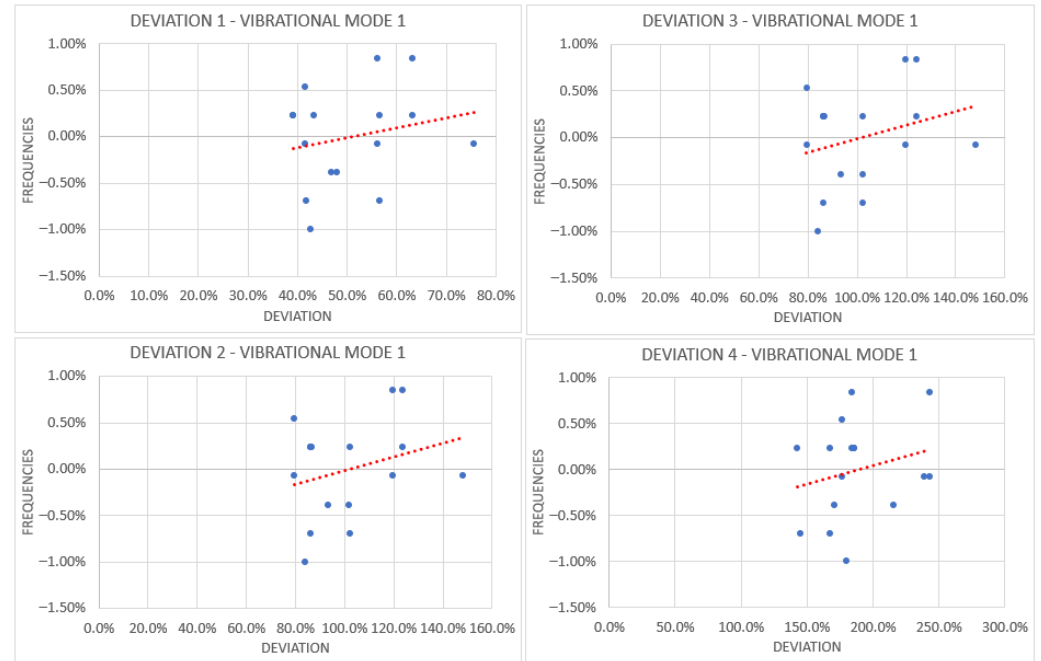 DEVIATION 1 - VIBRATIONAL MODE 1
1.00%
0.50%
0.00%
−0.50%
−1.00%
−1.50%
FREQUENCIES
0.0% 10.0% 20.0% 30.0% 40.0% 50.0% 60.0% 70.0% 80.0%
DEVIATION
DEVIATION 3 - VIBRATIONAL MODE 1
1.00%
0.50%
0.00%
−0.50%
−1.00%
−1.50%
FREQUENCIES
0.0% 20.0% 40.0% 60.0% 80.0% 100.0% 120.0% 140.0% 160.0%
DEVIATION
DEVIATION 2 - VIBRATIONAL MODE 1
1.00%
0.50%
0.00%
−0.50%
−1.00%
−1.50%
FREQUENCIES
0.0% 20.0% 40.0% 60.0% 80.0% 100.0% 120.0% 140.0% 160.0%
DEVIATION
DEVIATION 4 - VIBRATIONAL MODE 1
1.00%
0.50%
0.00%
−0.50%
−1.00%
−1.50%
FREQUENCIES
0.0% 50.0% 100.0% 150.0% 200.0% 250.0% 300.0%
DEVIATION